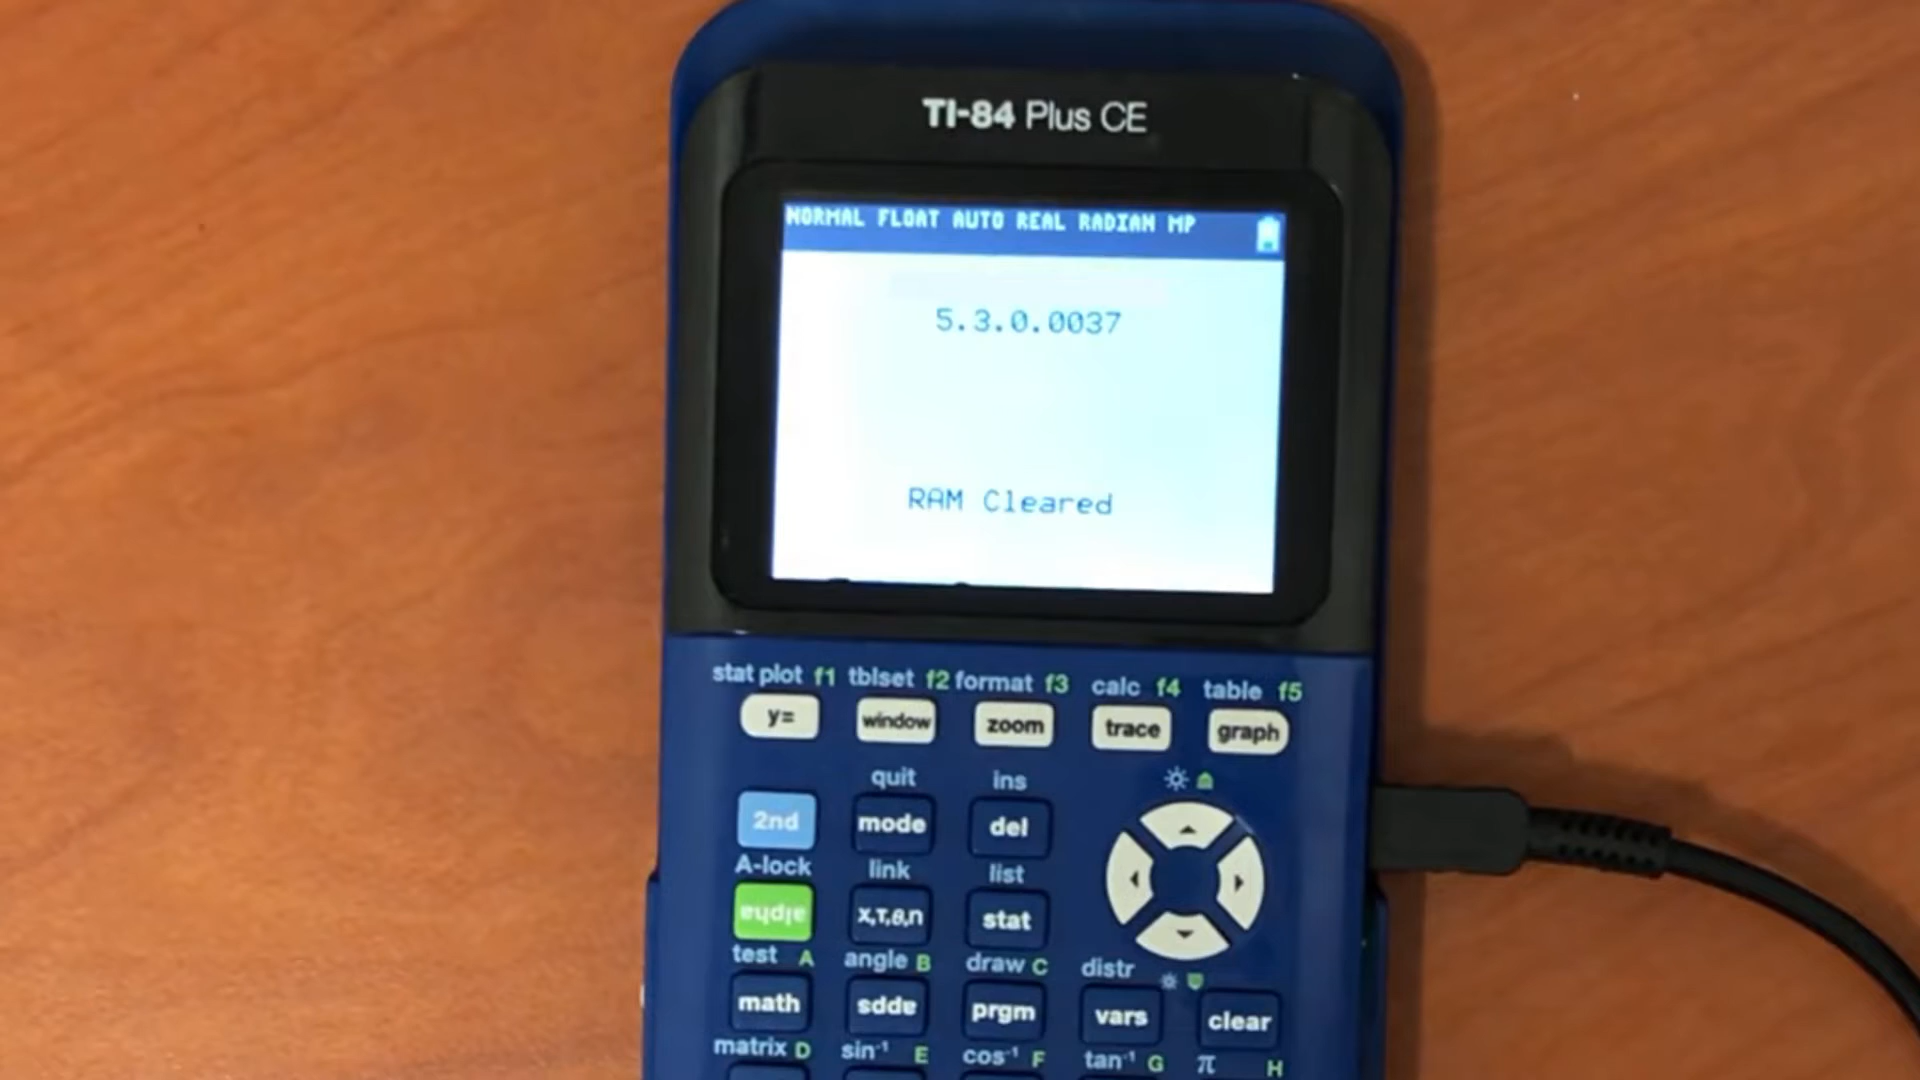 TI-84 Plus CE
NORMAL FLOAT AUTO REAL RADIAN MP
5.3.0.0037
RAM Cleared
stat plot f1 tblset f2 format f3 calc f4 table f5
y= window zoom trace graph
quit ins
2nd mode del
A-lock link list
alpha X,T,θ,n stat
test A angle B draw C distr
math apps prgm vars clear
matrix D sin⁻¹ E cos⁻¹ F tan⁻¹ G π H